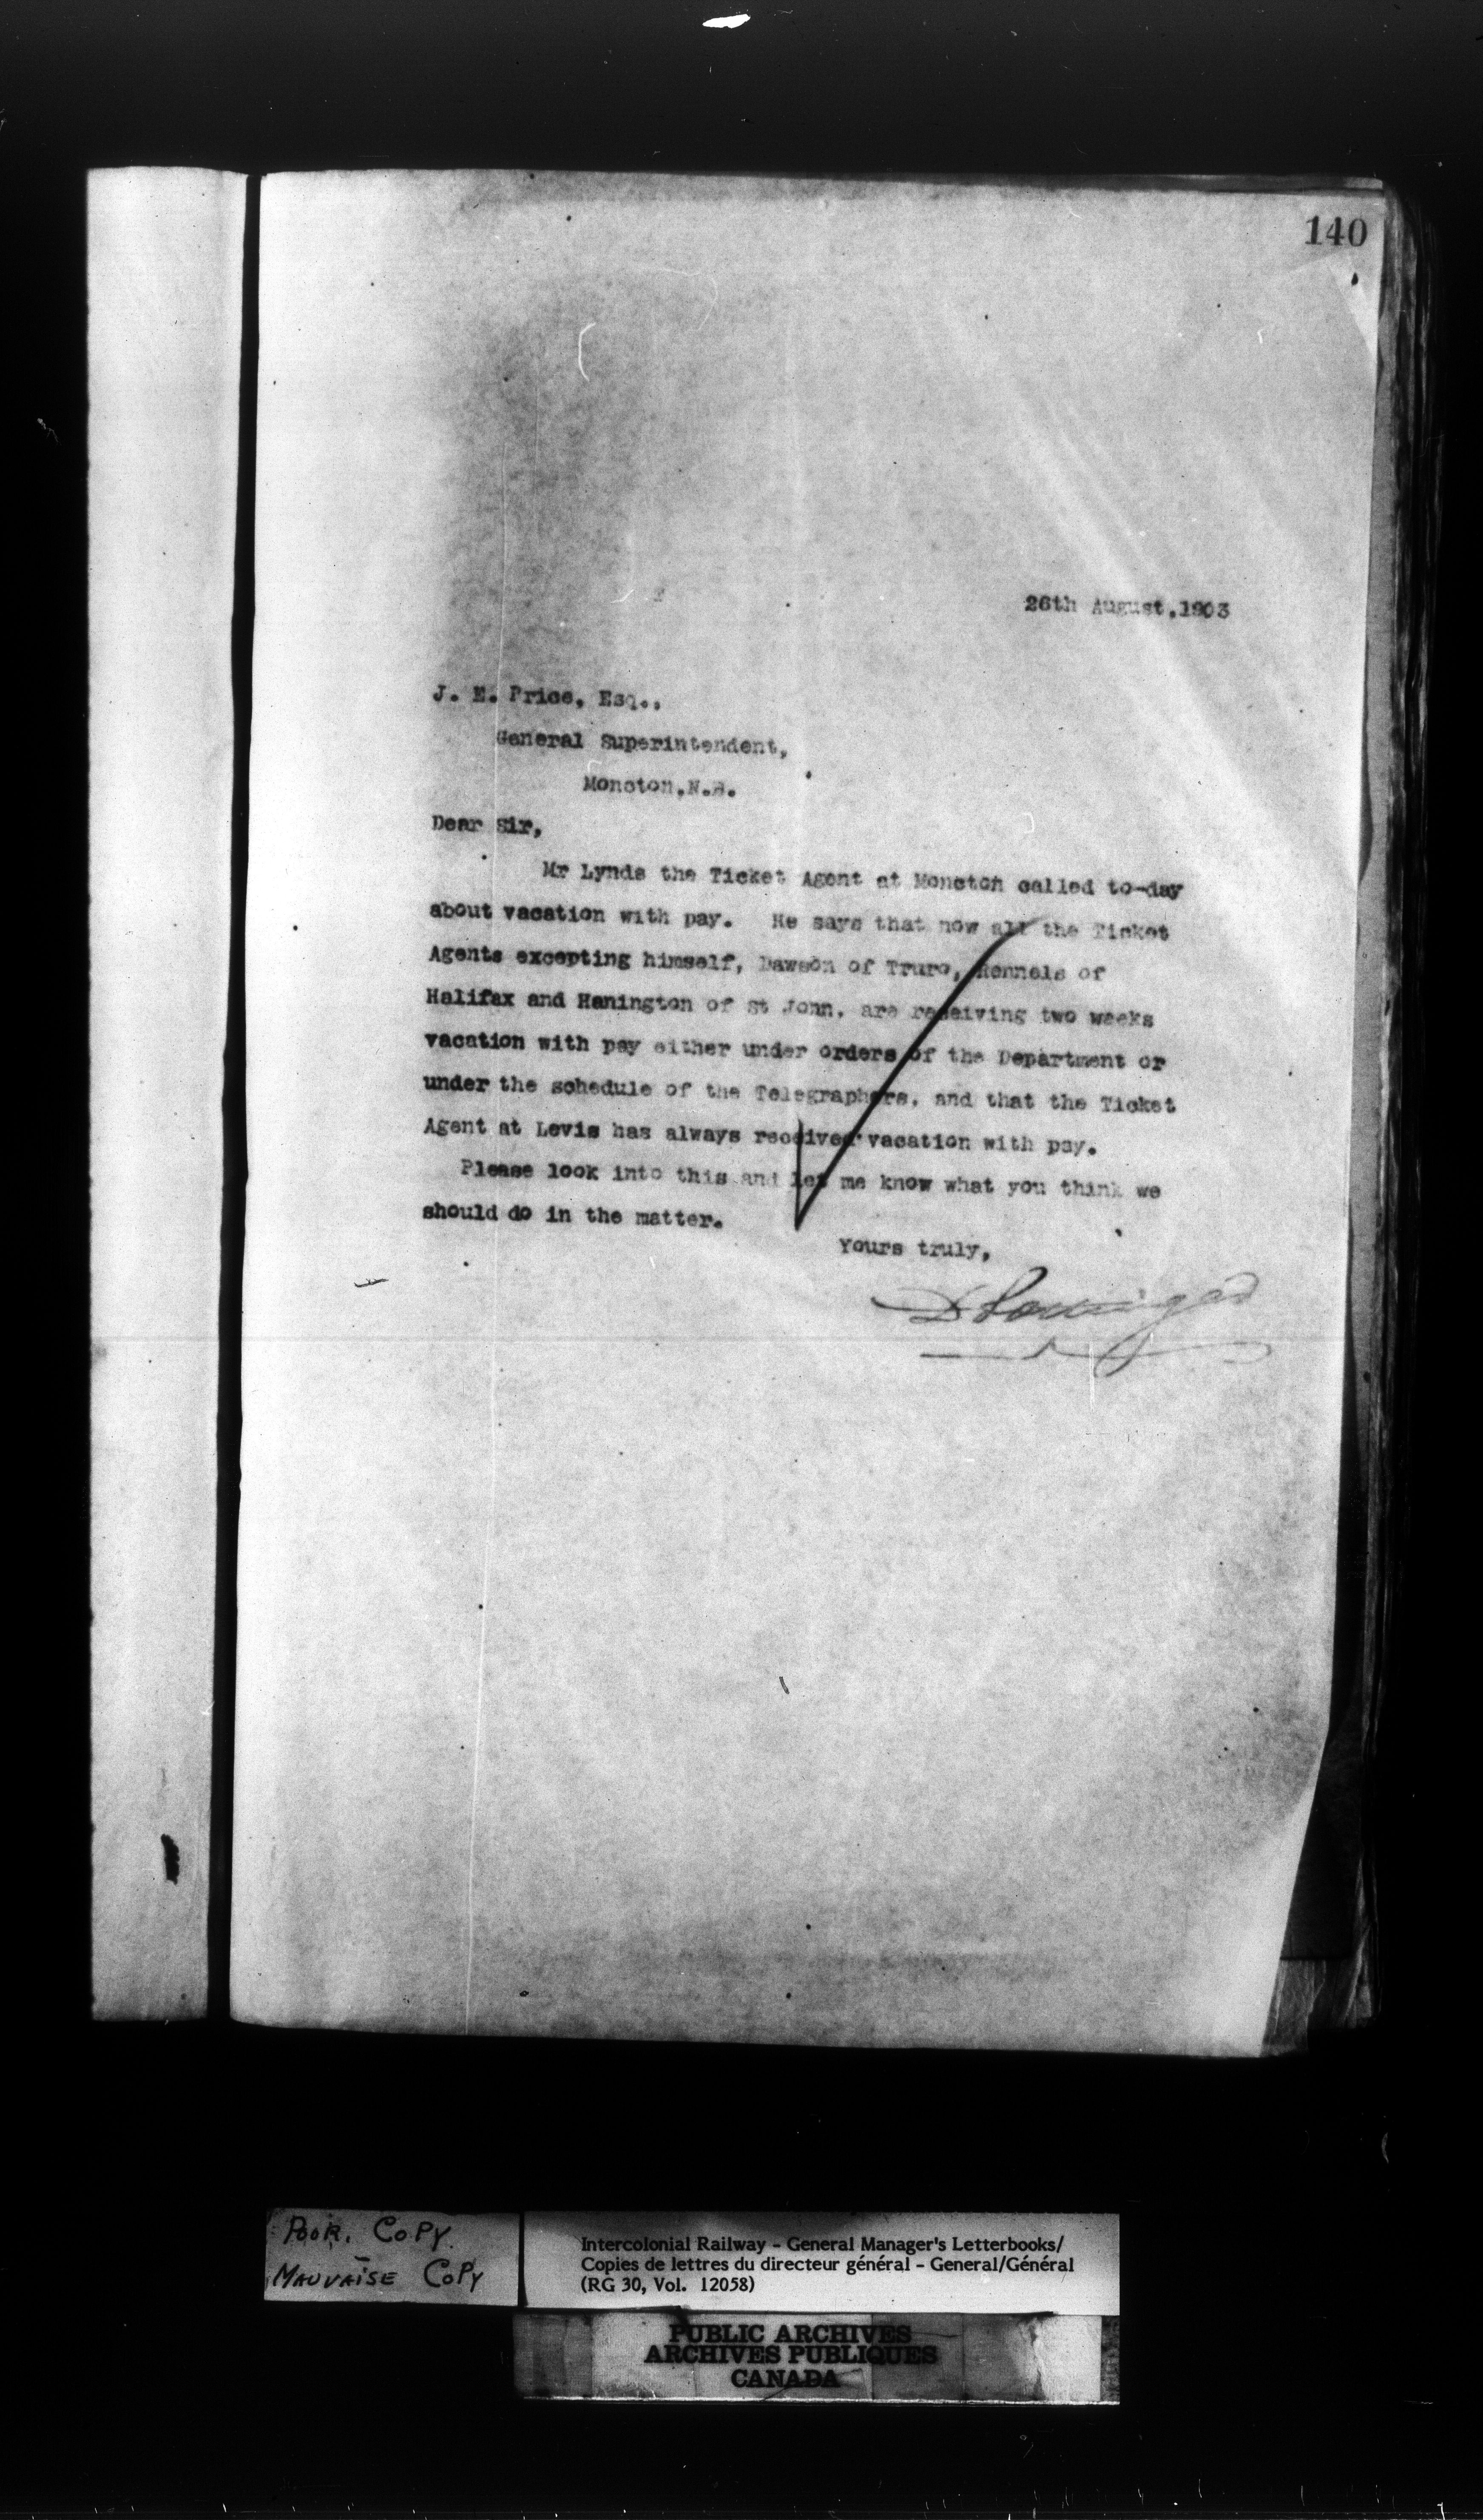 140
26th August,1903
J. E. Price, Esq.,
General Superintendent,
Moncton,N.B.
Dear Sir,
Mr Lynds the Ticket Agent at Moncton called to-day
about vacation with pay. He says that now all the Ticket
Agents excepting himself, Dawson of Truro, Rennels of
Halifax and Hanington of St John, are receiving two weeks
vacation with pay either under orders of the Department or
under the schedule of the Telegraphers, and that the Ticket
Agent at Levis has always received vacation with pay.
Please look into this and let me know what you think we
should do in the matter.
Yours truly,
POOR. COPY.
MAUVAISE COPY
Intercolonial Railway - General Manager's Letterbooks/
Copies de lettres du directeur général - General/Général
(RG 30, Vol. 12058)
PUBLIC ARCHIVES
ARCHIVES PUBLIQUES
CANADA